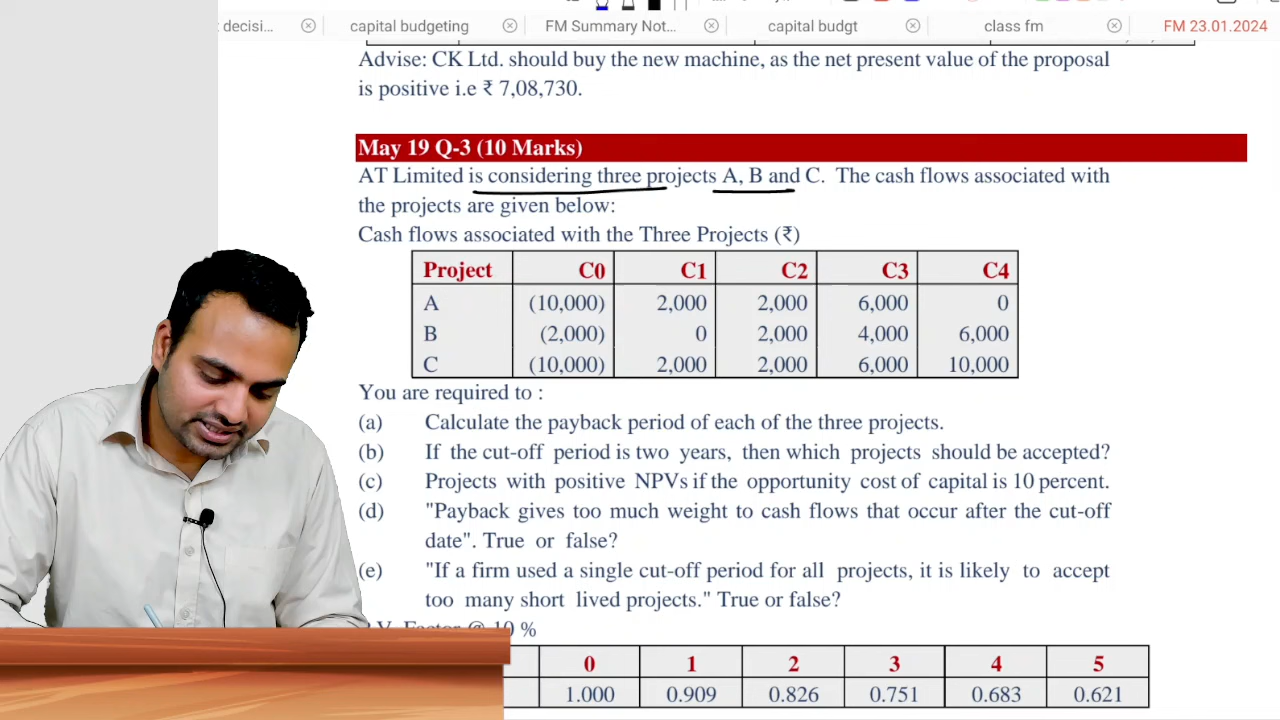 decisi...
capital budgeting
FM Summary Not...
capital budgt
class fm
FM 23.01.2024
Advise: CK Ltd. should buy the new machine, as the net present value of the proposal
is positive i.e ₹ 7,08,730.
May 19 Q-3 (10 Marks)
AT Limited is considering three projects A, B and C. The cash flows associated with
the projects are given below:
Cash flows associated with the Three Projects (₹)
Project C0 C1 C2 C3 C4
A (10,000) 2,000 2,000 6,000 0
B (2,000) 0 2,000 4,000 6,000
C (10,000) 2,000 2,000 6,000 10,000
You are required to :
(a) Calculate the payback period of each of the three projects.
(b) If the cut-off period is two years, then which projects should be accepted?
(c) Projects with positive NPVs if the opportunity cost of capital is 10 percent.
(d) "Payback gives too much weight to cash flows that occur after the cut-off
date". True or false?
(e) "If a firm used a single cut-off period for all projects, it is likely to accept
too many short lived projects." True or false?
V. Factor @ 10 %
0 1 2 3 4 5
1.000 0.909 0.826 0.751 0.683 0.621